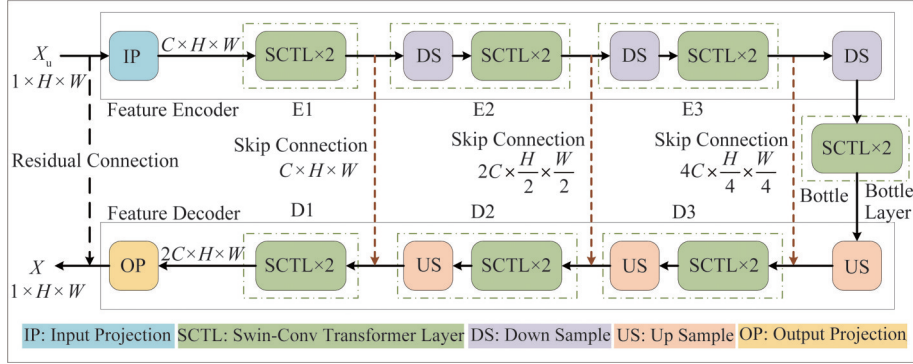 X_u
1×H×W
IP
C×H×W
SCTL×2
DS
SCTL×2
DS
SCTL×2
DS
Feature Encoder
E1
E2
E3
Residual Connection
Skip Connection
C×H×W
Skip Connection
2C×H/2×W/2
Skip Connection
4C×H/4×W/4
SCTL×2
Bottle
Bottle
Layer
Feature Decoder
D1
D2
D3
X
1×H×W
OP
2C×H×W
SCTL×2
US
SCTL×2
US
SCTL×2
US
IP: Input Projection
SCTL: Swin-Conv Transformer Layer
DS: Down Sample
US: Up Sample
OP: Output Projection